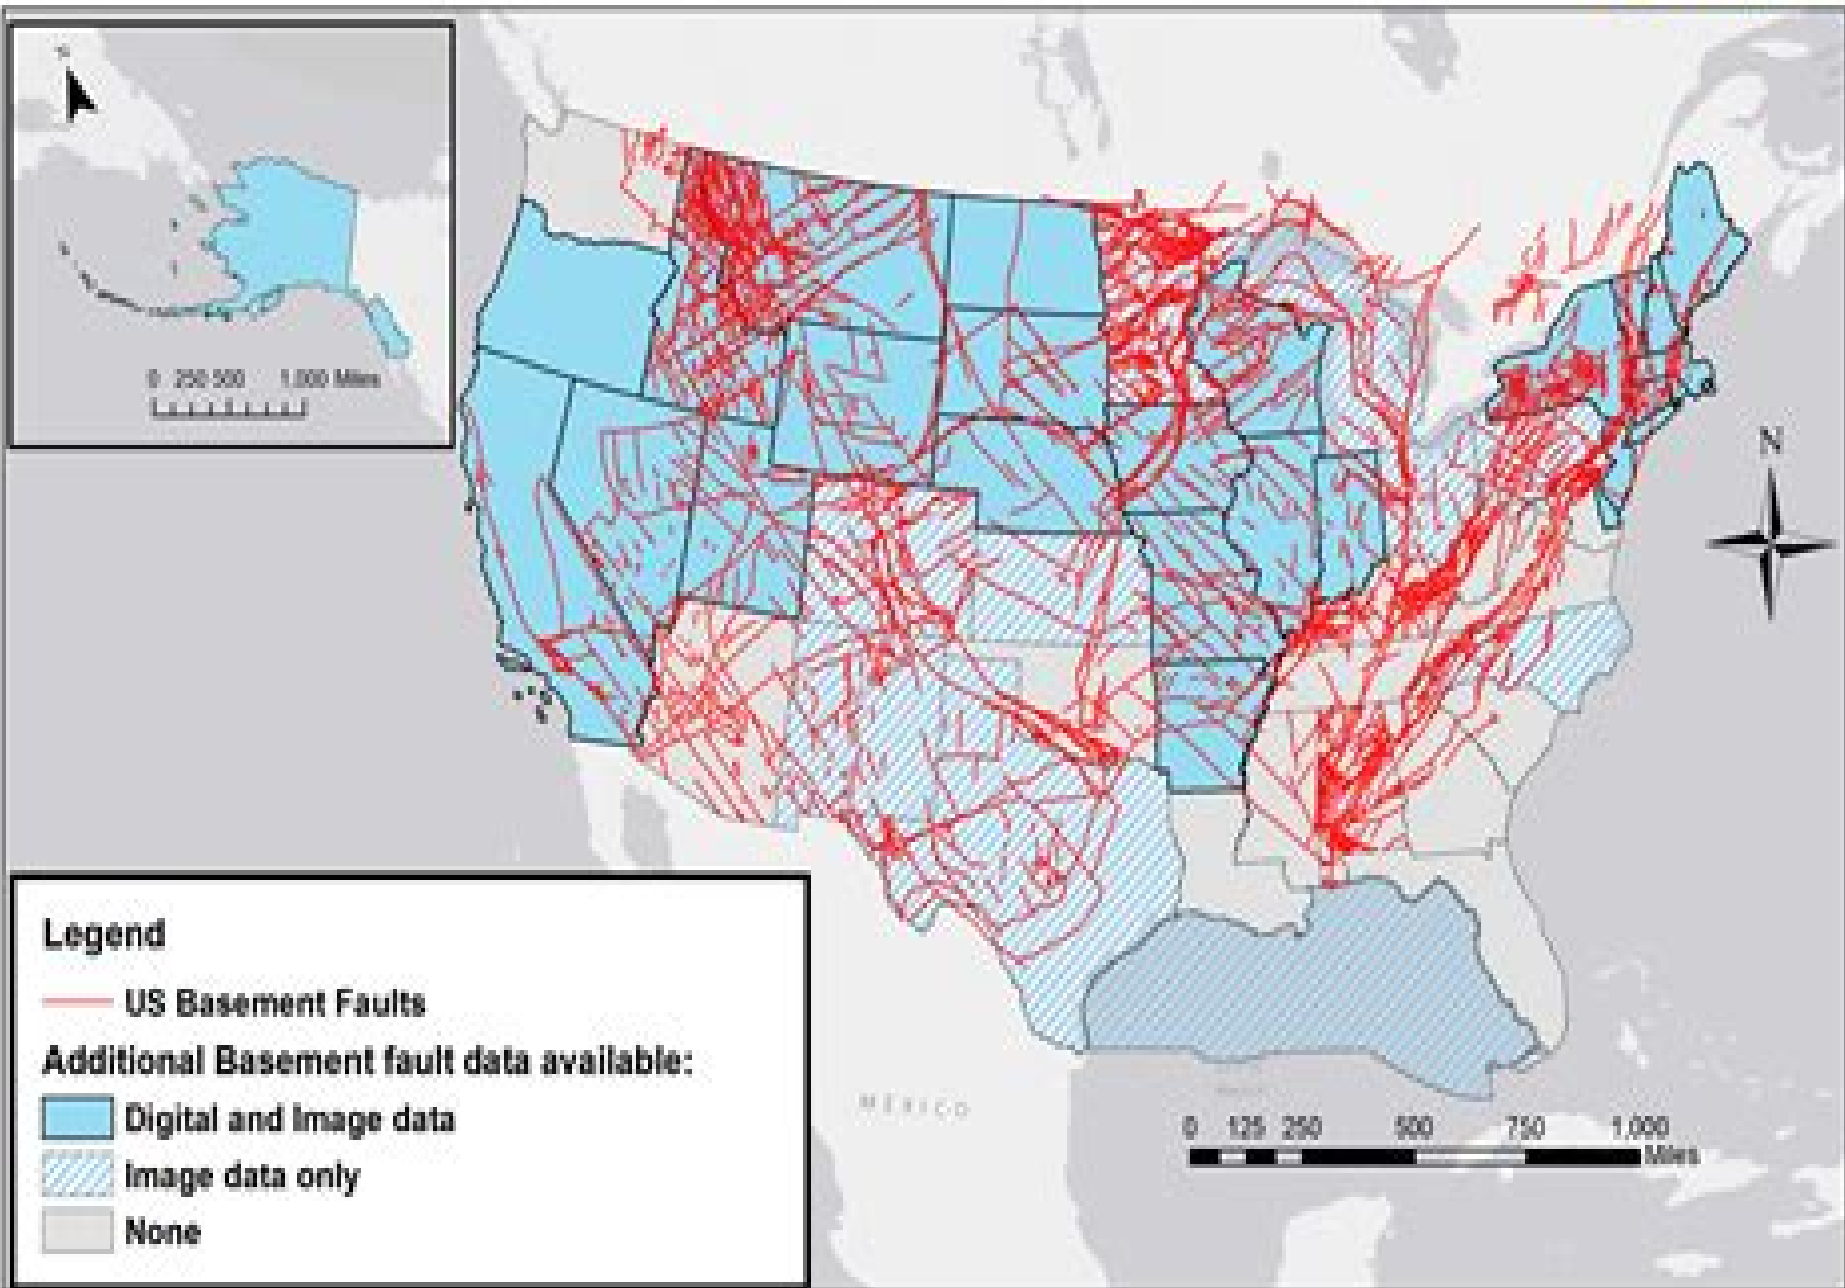 N
0 250 500 1,000 Miles
N
Legend
US Basement Faults
Additional Basement fault data available:
Digital and Image data
Image data only
None
MÉXICO
0 125 250 500 750 1,000
Miles